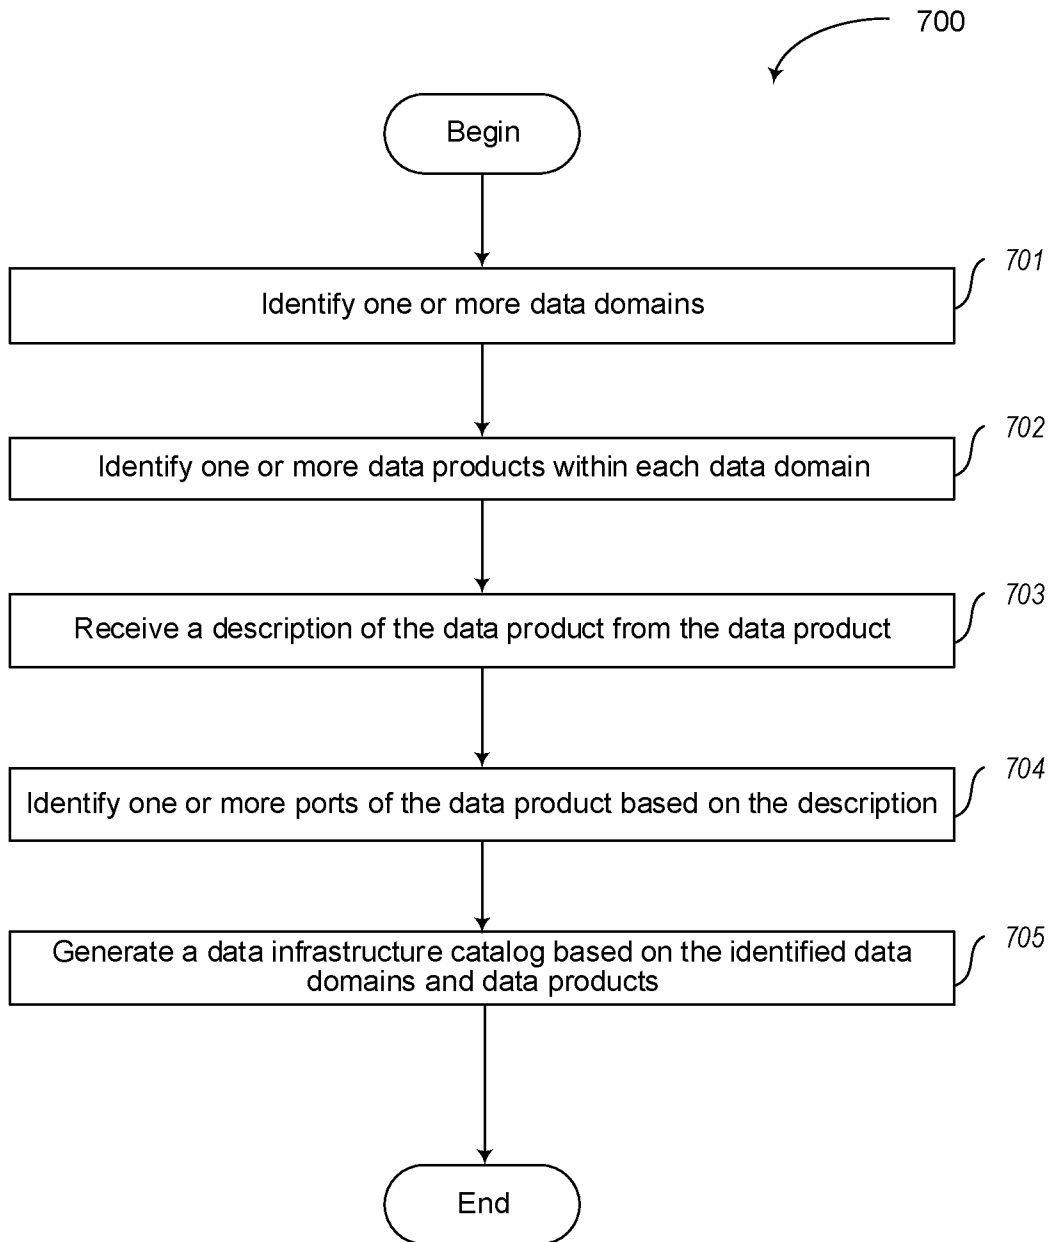 700
Begin
701
Identify one or more data domains
702
Identify one or more data products within each data domain
703
Receive a description of the data product from the data product
704
Identify one or more ports of the data product based on the description
705
Generate a data infrastructure catalog based on the identified data
domains and data products
End